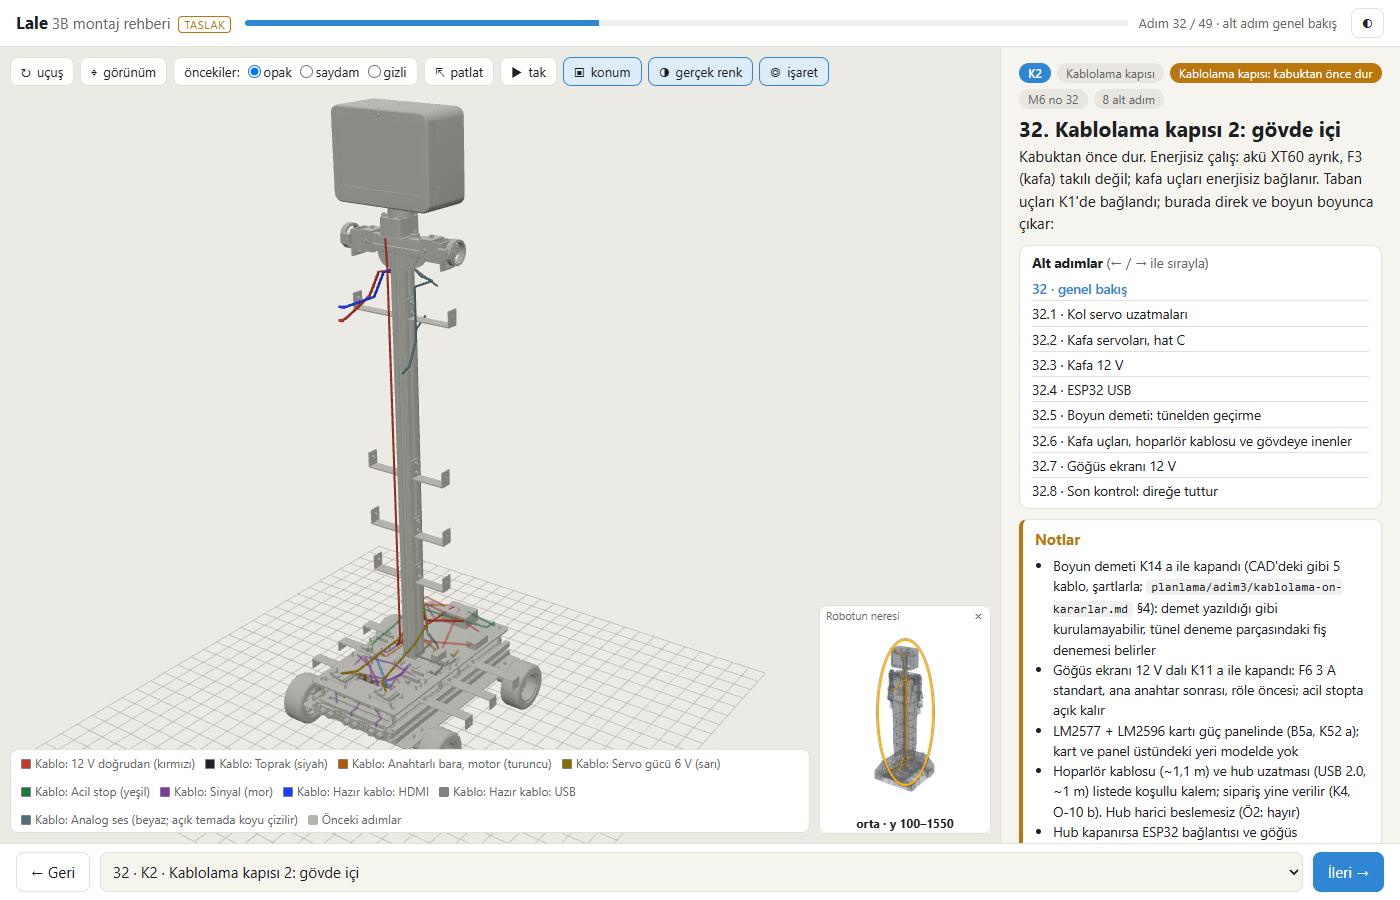 Lale 3B montaj rehberi TASLAK
Adım 32 / 49 · alt adım genel bakış
↻ uçuş
⌖ görünüm
öncekiler: opak saydam gizli
⇱ patlat
▶ tak
▣ konum
◑ gerçek renk
◎ işaret
K2 Kablolama kapısı Kablolama kapısı: kabuktan önce dur
M6 no 32 8 alt adım
32. Kablolama kapısı 2: gövde içi
Kabuktan önce dur. Enerjisiz çalış: akü XT60 ayrık, F3
(kafa) takılı değil; kafa uçları enerjisiz bağlanır. Taban
uçları K1'de bağlandı; burada direk ve boyun boyunca
çıkar:
Alt adımlar (← / → ile sırayla)
32 · genel bakış
32.1 · Kol servo uzatmaları
32.2 · Kafa servoları, hat C
32.3 · Kafa 12 V
32.4 · ESP32 USB
32.5 · Boyun demeti: tünelden geçirme
32.6 · Kafa uçları, hoparlör kablosu ve gövdeye inenler
32.7 · Göğüs ekranı 12 V
32.8 · Son kontrol: direğe tuttur
Notlar
• Boyun demeti K14 a ile kapandı (CAD'deki gibi 5
kablo, şartlarla; planlama/adim3/kablolama-on-
kararlar.md §4): demet yazıldığı gibi
kurulamayabilir, tünel deneme parçasındaki fiş
denemesi belirler
• Göğüs ekranı 12 V dalı K11 a ile kapandı: F6 3 A
standart, ana anahtar sonrası, röle öncesi; acil stopta
açık kalır
• LM2577 + LM2596 kartı güç panelinde (B5a, K52 a);
kart ve panel üstündeki yeri modelde yok
• Hoparlör kablosu (~1,1 m) ve hub uzatması (USB 2.0,
~1 m) listede koşullu kalem; sipariş yine verilir (K4,
O-10 b). Hub harici beslemesiz (Ö2: hayır)
• Hub kapanırsa ESP32 bağlantısı ve göğüs
Robotun neresi ×
orta · y 100–1550
Kablo: 12 V doğrudan (kırmızı) Kablo: Toprak (siyah) Kablo: Anahtarlı bara, motor (turuncu) Kablo: Servo gücü 6 V (sarı)
Kablo: Acil stop (yeşil) Kablo: Sinyal (mor) Kablo: Hazır kablo: HDMI Kablo: Hazır kablo: USB
Kablo: Analog ses (beyaz; açık temada koyu çizilir) Önceki adımlar
← Geri
32 · K2 · Kablolama kapısı 2: gövde içi
İleri →